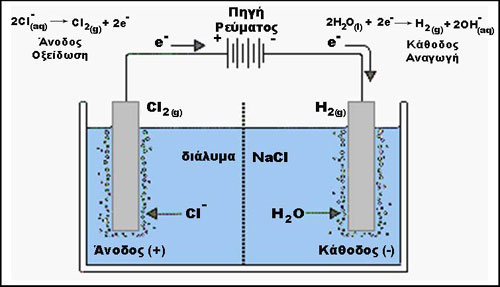 2Cl⁻(aq) → Cl2(g) + 2e⁻
Άνοδος
Οξείδωση
Πηγή
Ρεύματος
e⁻
+
-
e⁻
2H2O(l) + 2e⁻ → H2(g) + 2OH⁻(aq)
Κάθοδος
Αναγωγή
Cl2(g)
H2(g)
διάλυμα NaCl
Cl⁻
H2O
Άνοδος (+)
Κάθοδος (-)